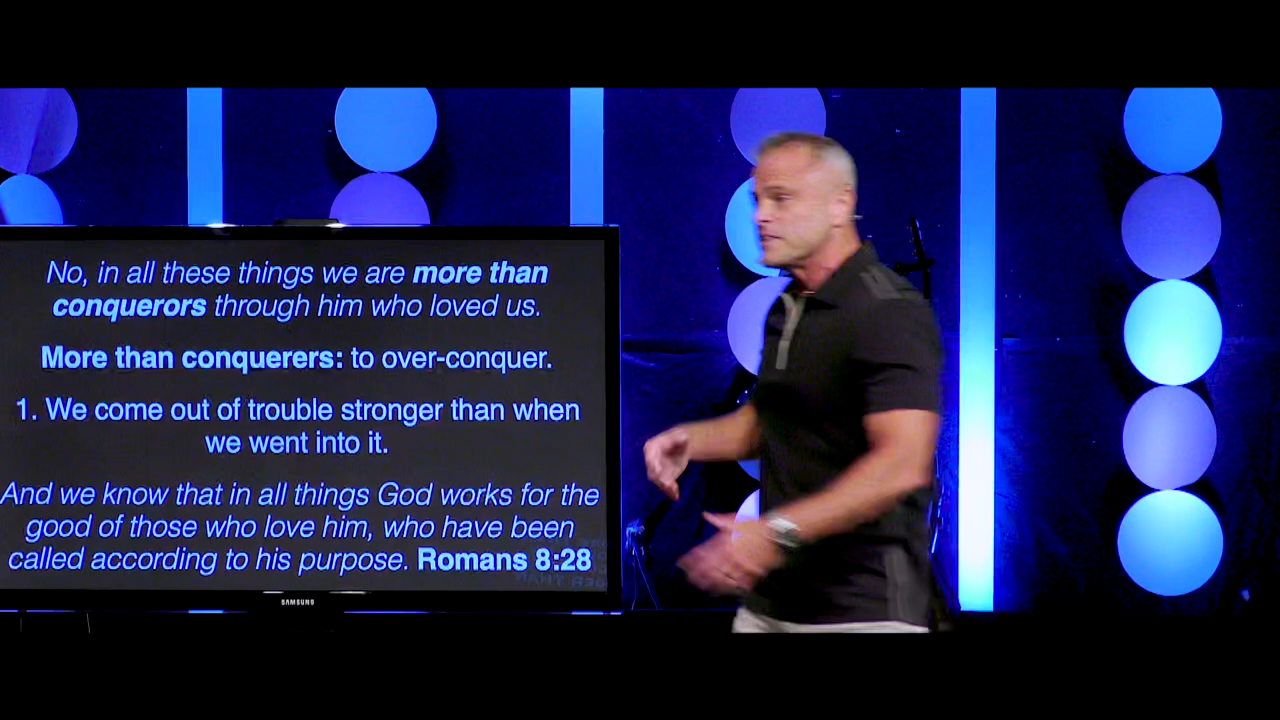 No, in all these things we are more than
conquerors through him who loved us.
More than conquerers: to over-conquer.
1. We come out of trouble stronger than when
we went into it.
And we know that in all things God works for the
good of those who love him, who have been
called according to his purpose. Romans 8:28
SAMSUNG